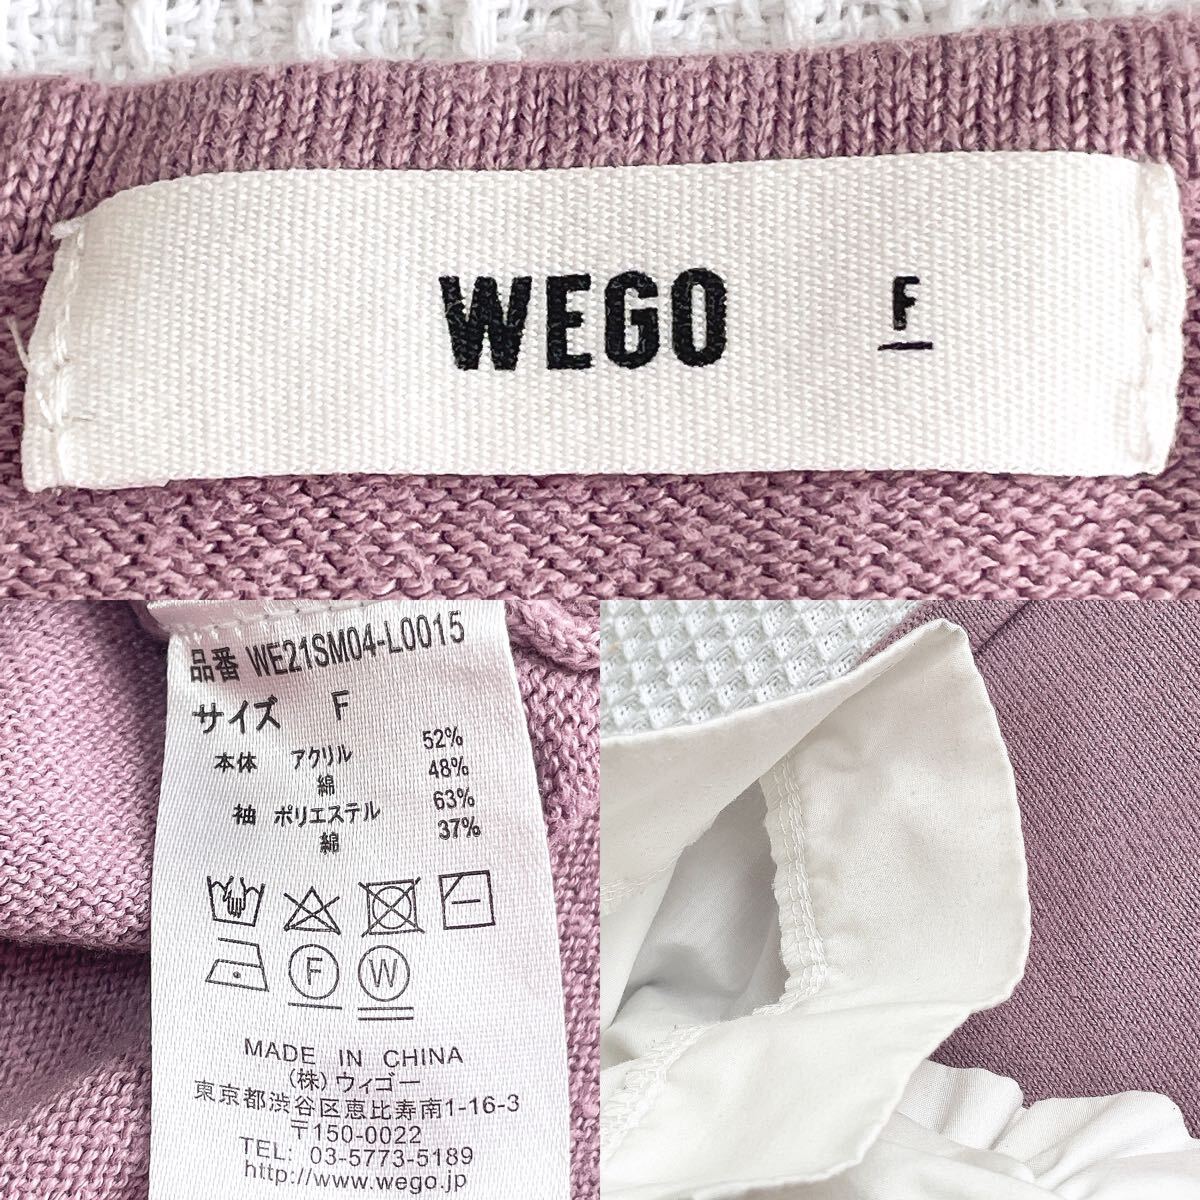 WEGO F
品番 WE21SM04-L0015
サイズ F
本体 アクリル 52%
綿 48%
袖 ポリエステル 63%
綿 37%
F W
MADE IN CHINA
(株)ウィゴー
東京都渋谷区恵比寿南1-16-3
〒150-0022
TEL: 03-5773-5189
http://www.wego.jp